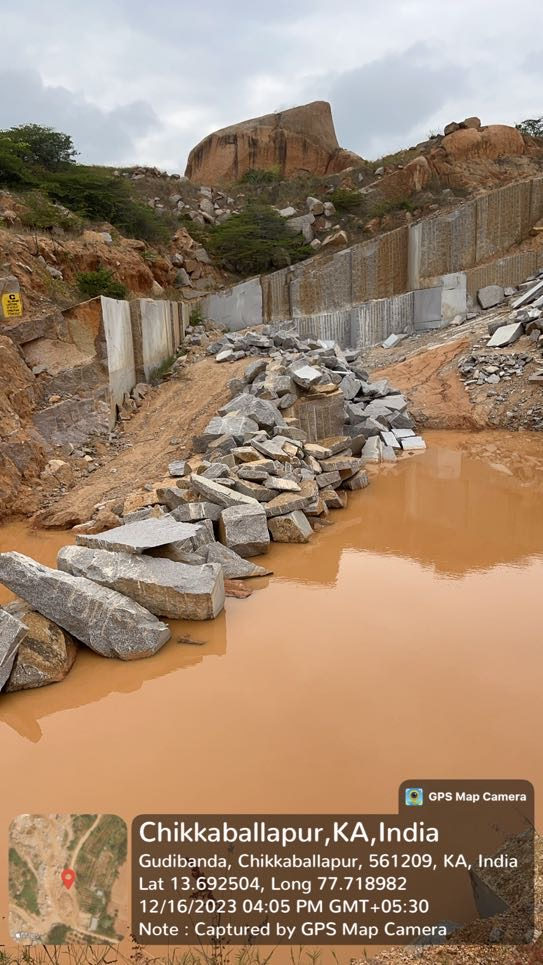 GPS Map Camera
Chikkaballapur,KA,India
Gudibanda, Chikkaballapur, 561209, KA, India
Lat 13.692504, Long 77.718982
12/16/2023 04:05 PM GMT+05:30
Note : Captured by GPS Map Camera